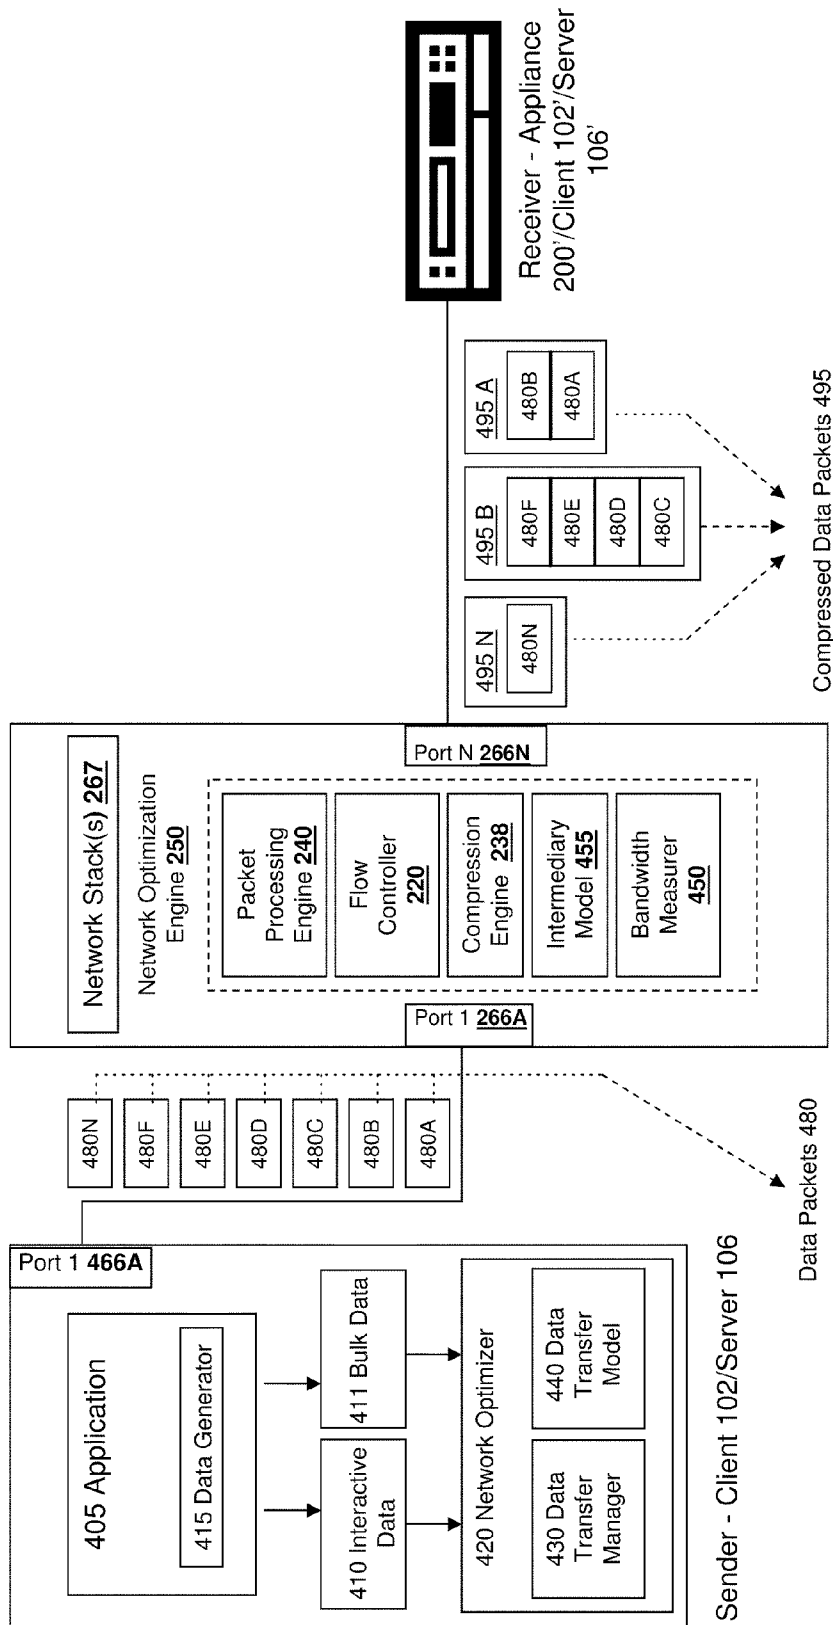 405 Application
415 Data Generator
410 Interactive
Data
411 Bulk Data
420 Network Optimizer
430 Data
Transfer
Manager
440 Data
Transfer
Model
Port 1 466A
Sender - Client 102/Server 106
480N
480F
480E
480D
480C
480B
480A
Data Packets 480
Network Stack(s) 267
Network Optimization
Engine 250
Packet
Processing
Engine 240
Flow
Controller
220
Compression
Engine 238
Intermediary
Model 455
Bandwidth
Measurer
450
Port 1 266A
Port N 266N
495 N
480N
495 B
480F
480E
480D
480C
495 A
480B
480A
Compressed Data Packets 495
Receiver - Appliance
200'/Client 102'/Server
106'